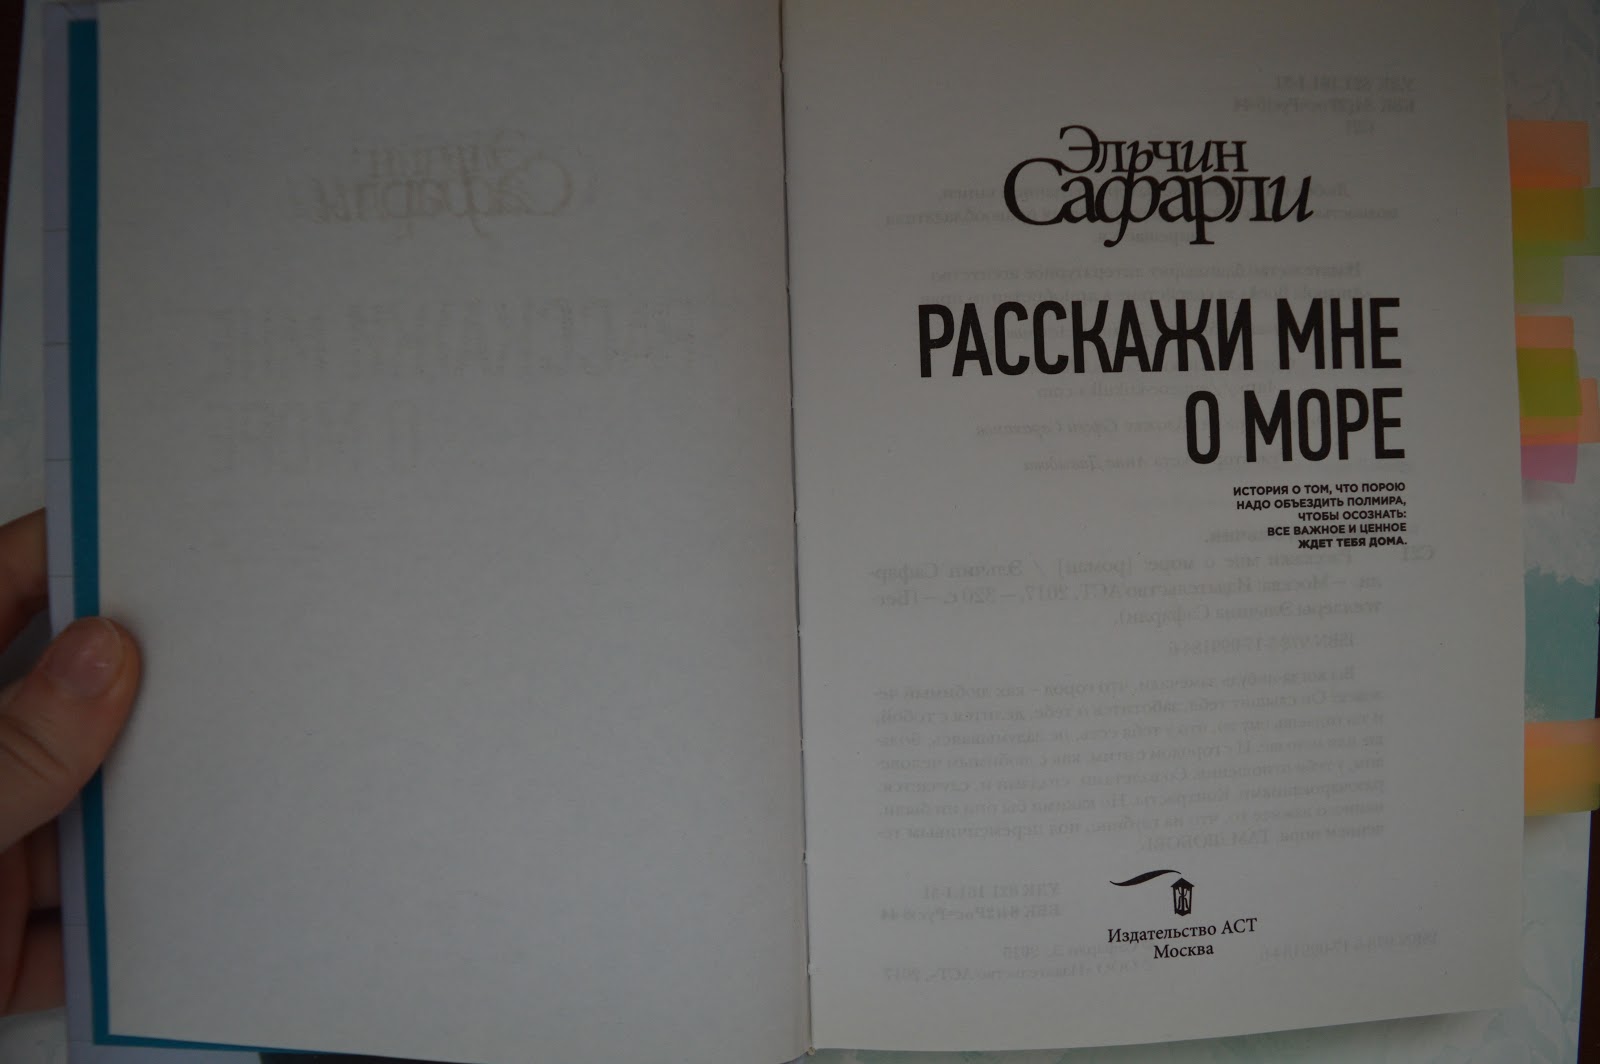 Эльчин
Сафарли
РАССКАЖИ МНЕ
О МОРЕ
ИСТОРИЯ О ТОМ, ЧТО ПОРОЮ
НАДО ОБЪЕЗДИТЬ ПОЛМИРА,
ЧТОБЫ ОСОЗНАТЬ:
ВСЕ ВАЖНОЕ И ЦЕННОЕ
ЖДЕТ ТЕБЯ ДОМА.
Издательство АСТ
Москва